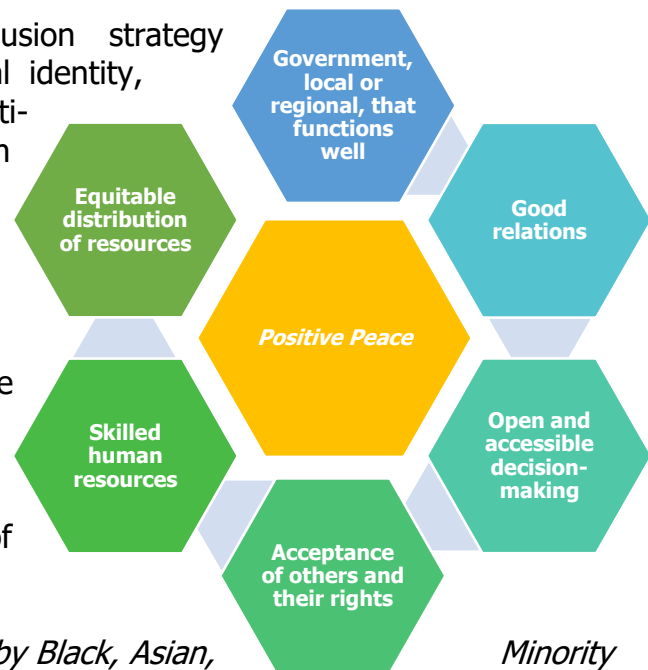 usion strategy
l identity,
ti-
n
e
of
by Black, Asian, Minority
Government,
local or
regional, that
functions
well
Good
relations
Open and
accessible
decision-
making
Acceptance
of others and
their rights
Skilled
human
resources
Equitable
distribution
of resources
Positive Peace